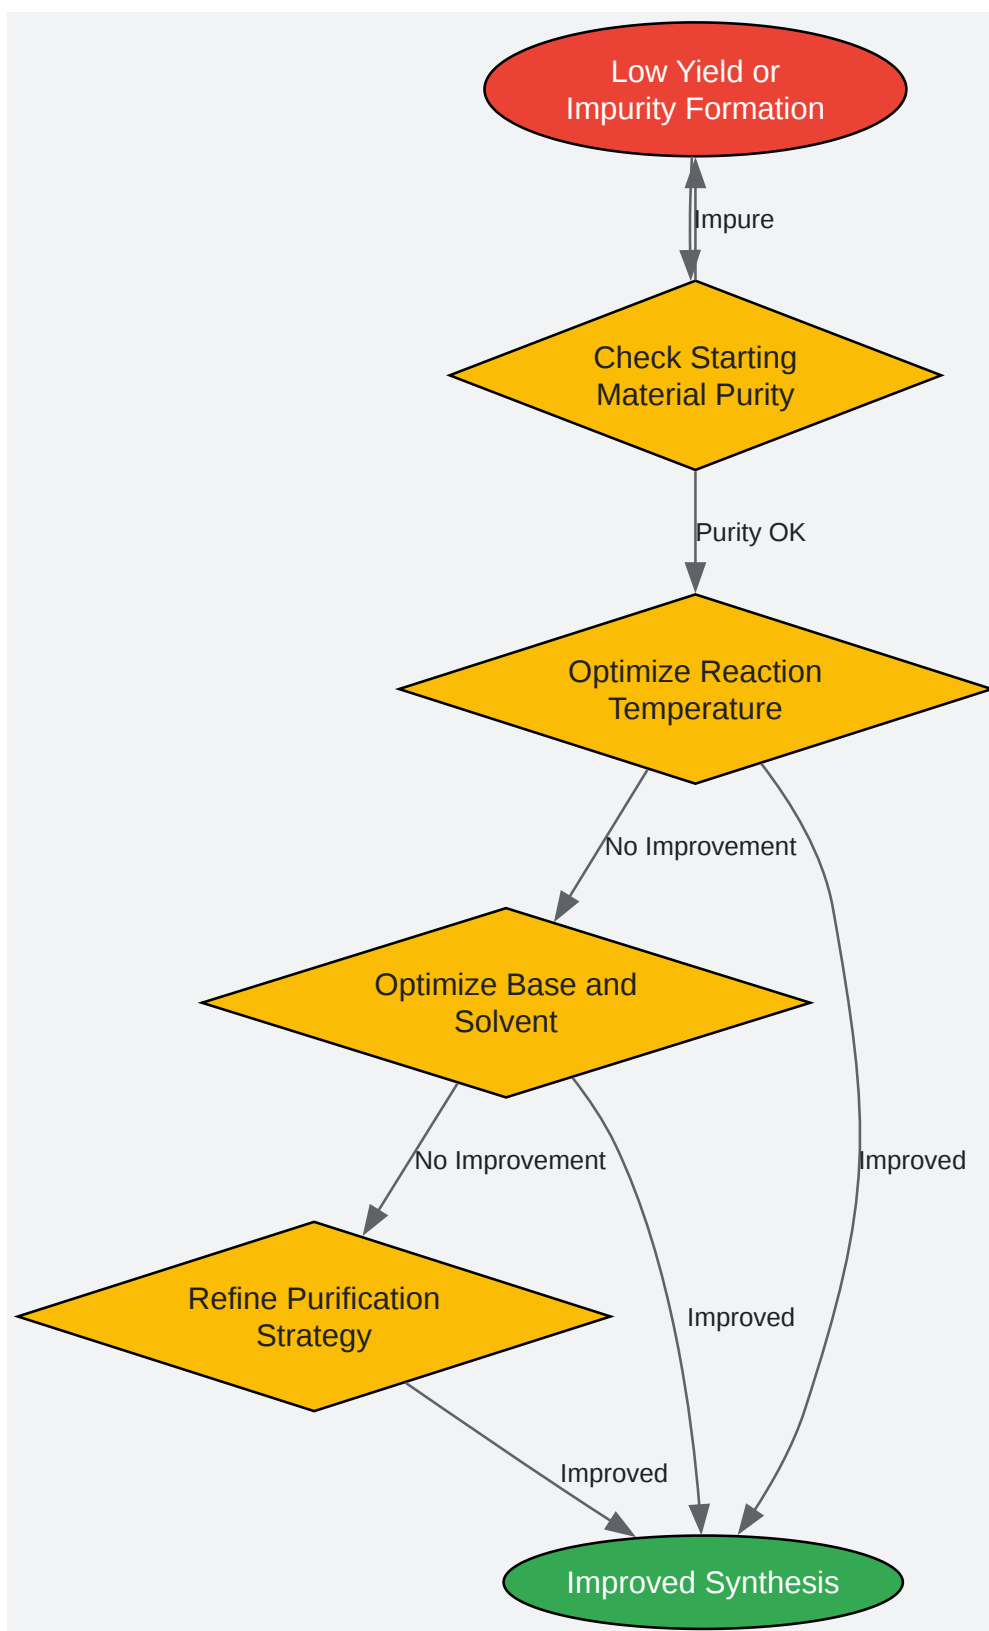 Low Yield or
Impurity Formation
Impure
Check Starting
Material Purity
Purity OK
Optimize Reaction
Temperature
No Improvement
Optimize Base and
Solvent
No Improvement
Improved
Refine Purification
Strategy
Improved
Improved
Improved Synthesis